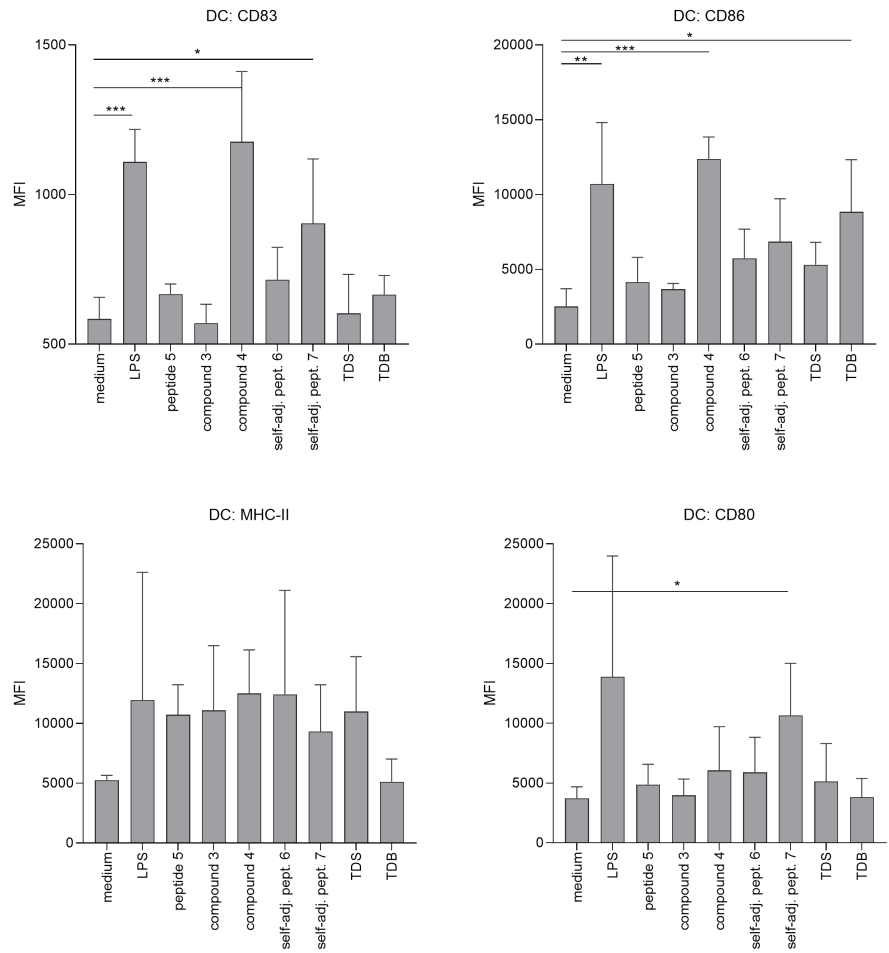 DC: CD83
1500
1000
500
MFI
*
***
***
medium
LPS
peptide 5
compound 3
compound 4
self-adj. pept. 6
self-adj. pept. 7
TDS
TDB
DC: CD86
20000
15000
10000
5000
0
MFI
*
***
**
medium
LPS
peptide 5
compound 3
compound 4
self-adj. pept. 6
self-adj. pept. 7
TDS
TDB
DC: MHC-II
25000
20000
15000
10000
5000
0
MFI
medium
LPS
peptide 5
compound 3
compound 4
self-adj. pept. 6
self-adj. pept. 7
TDS
TDB
DC: CD80
25000
20000
15000
10000
5000
0
MFI
*
medium
LPS
peptide 5
compound 3
compound 4
self-adj. pept. 6
self-adj. pept. 7
TDS
TDB